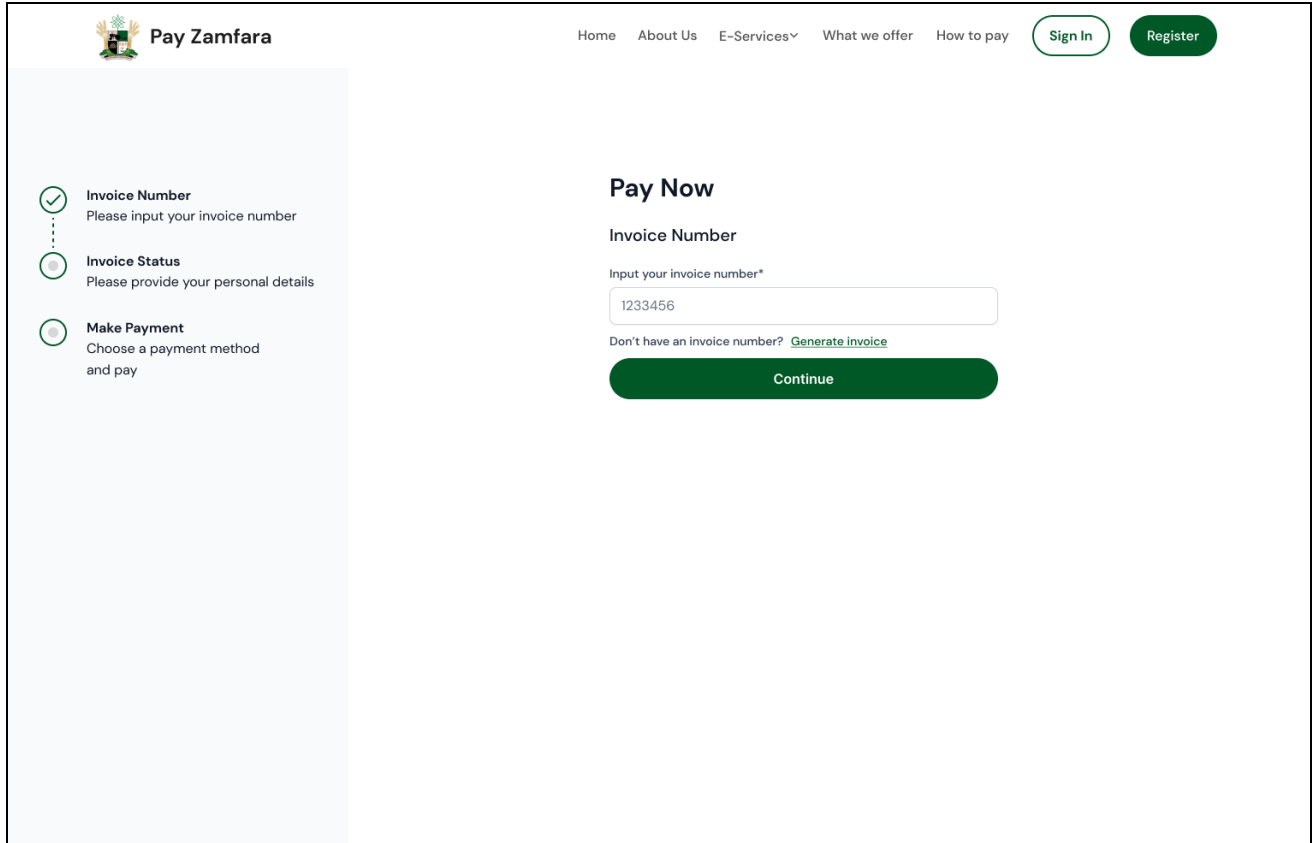 Pay Zamfara
Home About Us E-Services What we offer How to pay Sign In Register
Invoice Number
Please input your invoice number
Invoice Status
Please provide your personal details
Make Payment
Choose a payment method
and pay
Pay Now
Invoice Number
Input your invoice number*
1233456
Don't have an invoice number? Generate invoice
Continue